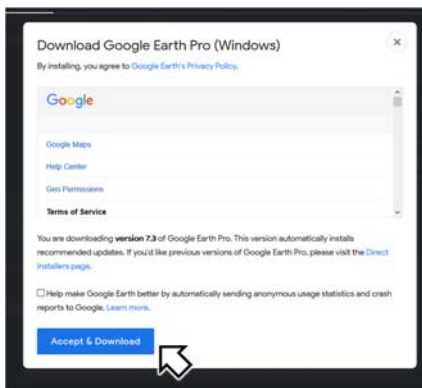 Download Google Earth Pro (Windows)
By installing, you agree to Google Earth's Privacy Policy.
Google
Google Maps
Help Center
Geo Permissions
Terms of Service
You are downloading version 7.3 of Google Earth Pro. This version automatically installs
recommended updates. If you'd like previous versions of Google Earth Pro, please visit the Direct
Installers page.
Help make Google Earth better by automatically sending anonymous usage statistics and crash
reports to Google. Learn more.
Accept & Download